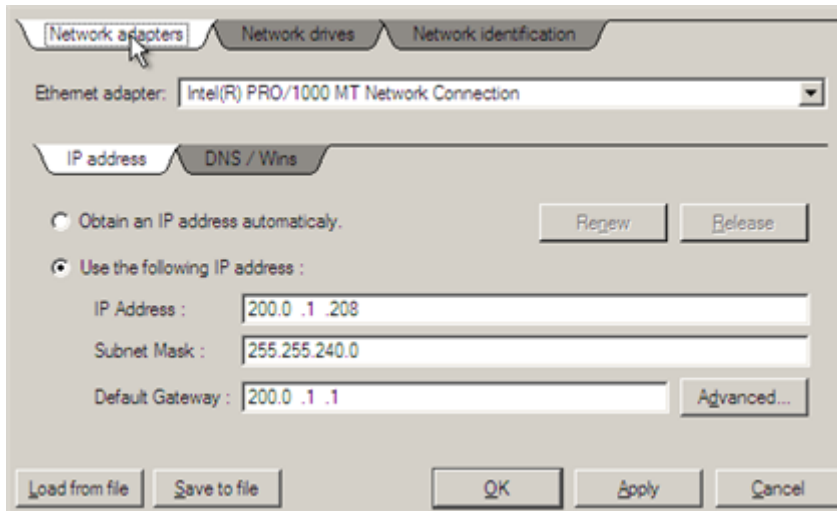 Network adapters Network drives Network identification
Ethernet adapter: Intel(R) PRO/1000 MT Network Connection
IP address DNS / Wins
Obtain an IP address automaticaly. Renew Release
Use the following IP address :
IP Address : 200.0 .1 .208
Subnet Mask : 255.255.240.0
Default Gateway : 200.0 .1 .1 Advanced...
Load from file Save to file OK Apply Cancel